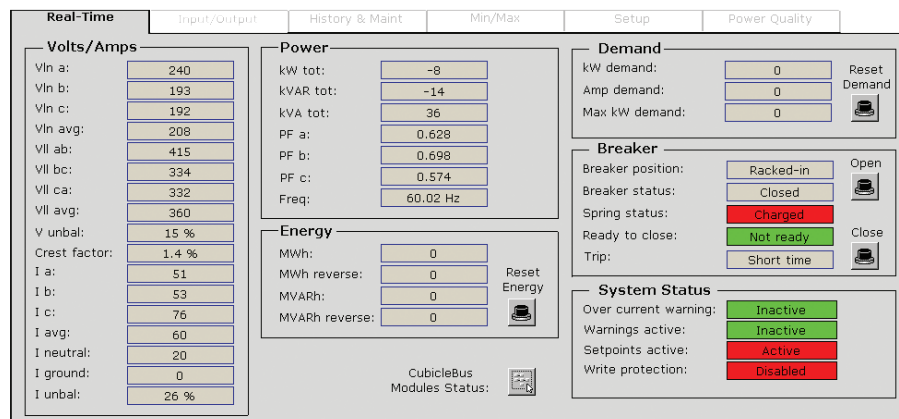 Real-Time Input/Output History & Maint Min/Max Setup Power Quality
Volts/Amps
Vln a: 240
Vln b: 193
Vln c: 192
Vln avg: 208
Vll ab: 415
Vll bc: 334
Vll ca: 332
Vll avg: 360
V unbal: 15 %
Crest factor: 1.4 %
I a: 51
I b: 53
I c: 76
I avg: 60
I neutral: 20
I ground: 0
I unbal: 26 %
Power
kW tot: -8
kVAR tot: -14
kVA tot: 36
PF a: 0.628
PF b: 0.698
PF c: 0.574
Freq: 60.02 Hz
Energy
MWh: 0
MWh reverse: 0
MVARh: 0
MVARh reverse: 0
Reset
Energy
CubicleBus
Modules Status:
Demand
kW demand: 0
Amp demand: 0
Max kW demand: 0
Reset
Demand
Breaker
Breaker position: Racked-in
Breaker status: Closed
Spring status: Charged
Ready to close: Not ready
Trip: Short time
Open
Close
System Status
Over current warning: Inactive
Warnings active: Inactive
Setpoints active: Active
Write protection: Disabled